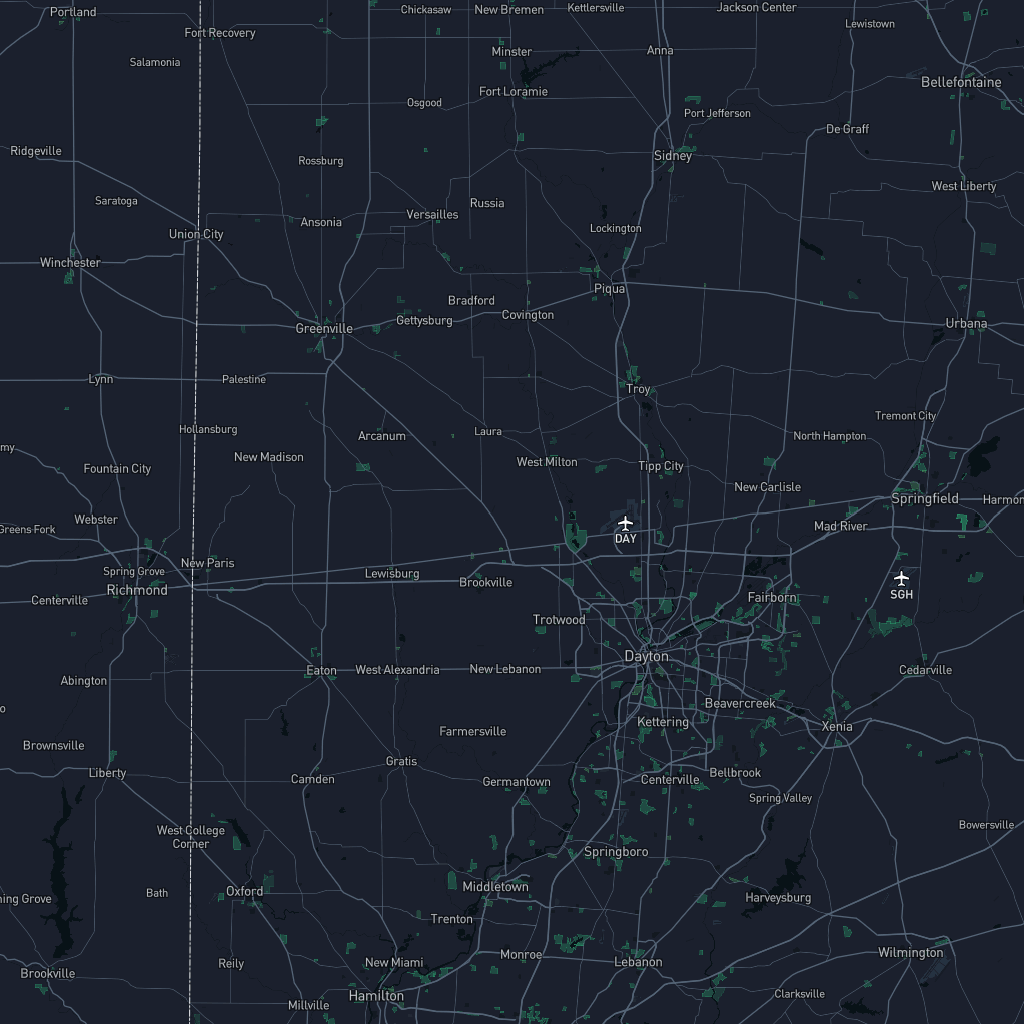 Portland
Chickasaw
New Bremen
Kettlersville
Jackson Center
Lewistown
Fort Recovery
Minster
Anna
Salamonia
Bellefontaine
Fort Loramie
Osgood
Port Jefferson
De Graff
Ridgeville
Rossburg
Sidney
West Liberty
Saratoga
Russia
Versailles
Ansonia
Lockington
Union City
Winchester
Piqua
Bradford
Covington
Gettysburg
Greenville
Urbana
Lynn
Palestine
Troy
Tremont City
Hollansburg
Arcanum
Laura
North Hampton
my
New Madison
West Milton
Tipp City
Fountain City
New Carlisle
Springfield
Harmon
Webster
Mad River
Greens Fork
DAY
New Paris
Spring Grove
Lewisburg
Brookville
Richmond
SGH
Centerville
Fairborn
Trotwood
Dayton
Eaton
West Alexandria
New Lebanon
Cedarville
Abington
Beavercreek
o
Kettering
Xenia
Farmersville
Brownsville
Gratis
Liberty
Camden
Germantown
Centerville
Bellbrook
Spring Valley
Bowersville
West College
Corner
Springboro
Middletown
Oxford
Bath
ning Grove
Harveysburg
Trenton
Monroe
Wilmington
Reily
New Miami
Lebanon
Brookville
Hamilton
Clarksville
Millville